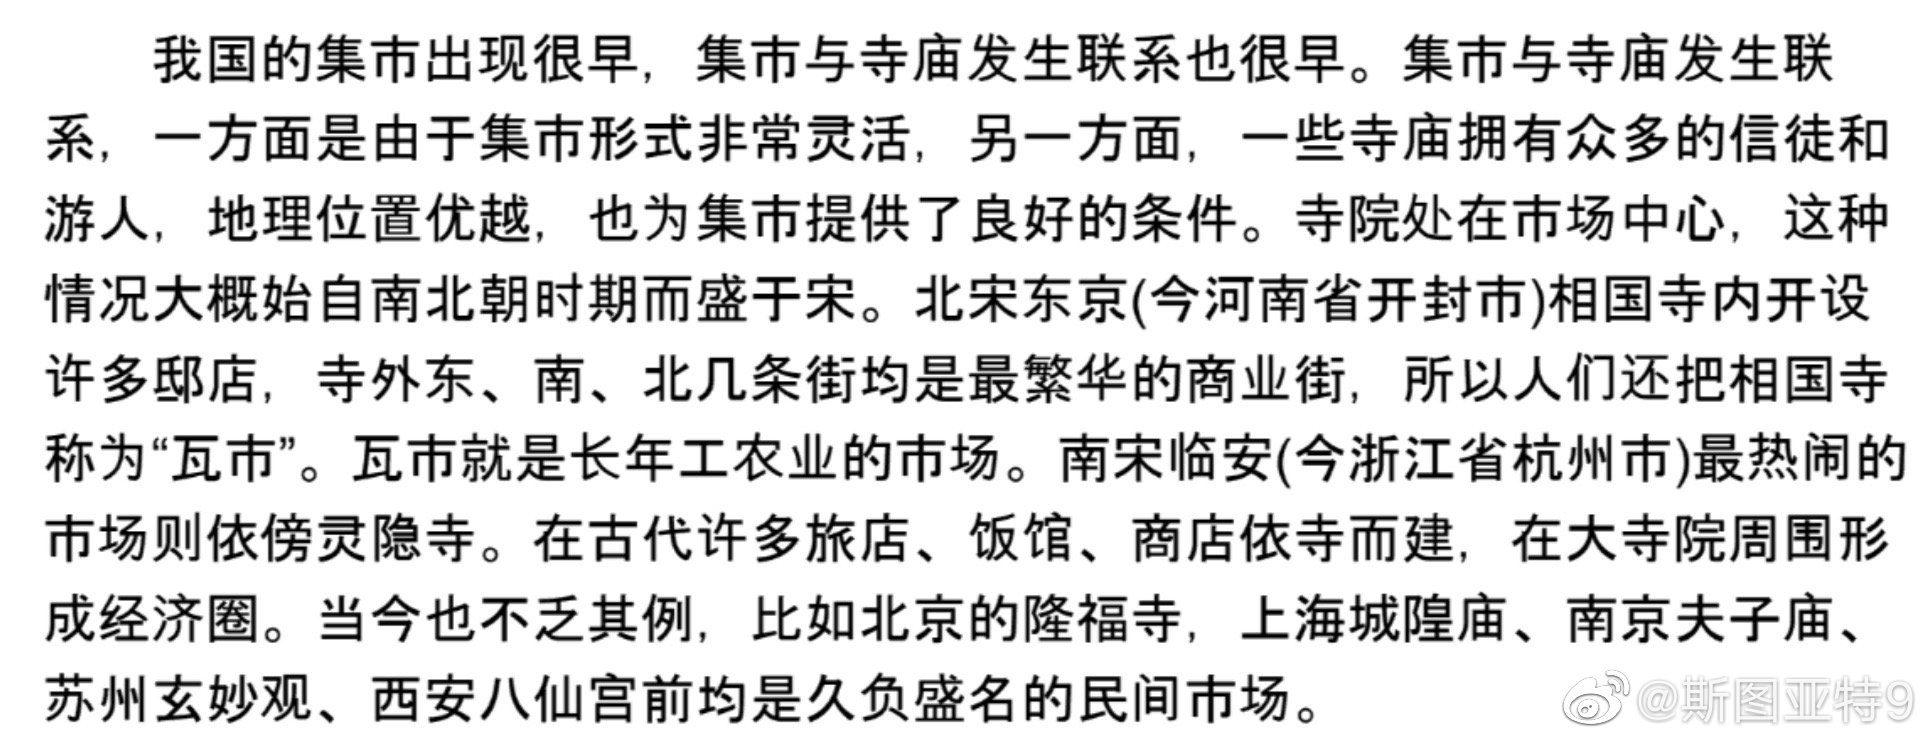 我国的集市出现很早，集市与寺庙发生联系也很早。集市与寺庙发生联
系，一方面是由于集市形式非常灵活，另一方面，一些寺庙拥有众多的信徒和
游人，地理位置优越，也为集市提供了良好的条件。寺院处在市场中心，这种
情况大概始自南北朝时期而盛于宋。北宋东京(今河南省开封市)相国寺内开设
许多邸店，寺外东、南、北几条街均是最繁华的商业街，所以人们还把相国寺
称为“瓦市”。瓦市就是长年工农业的市场。南宋临安(今浙江省杭州市)最热闹的
市场则依傍灵隐寺。在古代许多旅店、饭馆、商店依寺而建，在大寺院周围形
成经济圈。当今也不乏其例，比如北京的隆福寺，上海城隍庙、南京夫子庙、
苏州玄妙观、西安八仙宫前均是久负盛名的民间市场。
@斯图亚特9